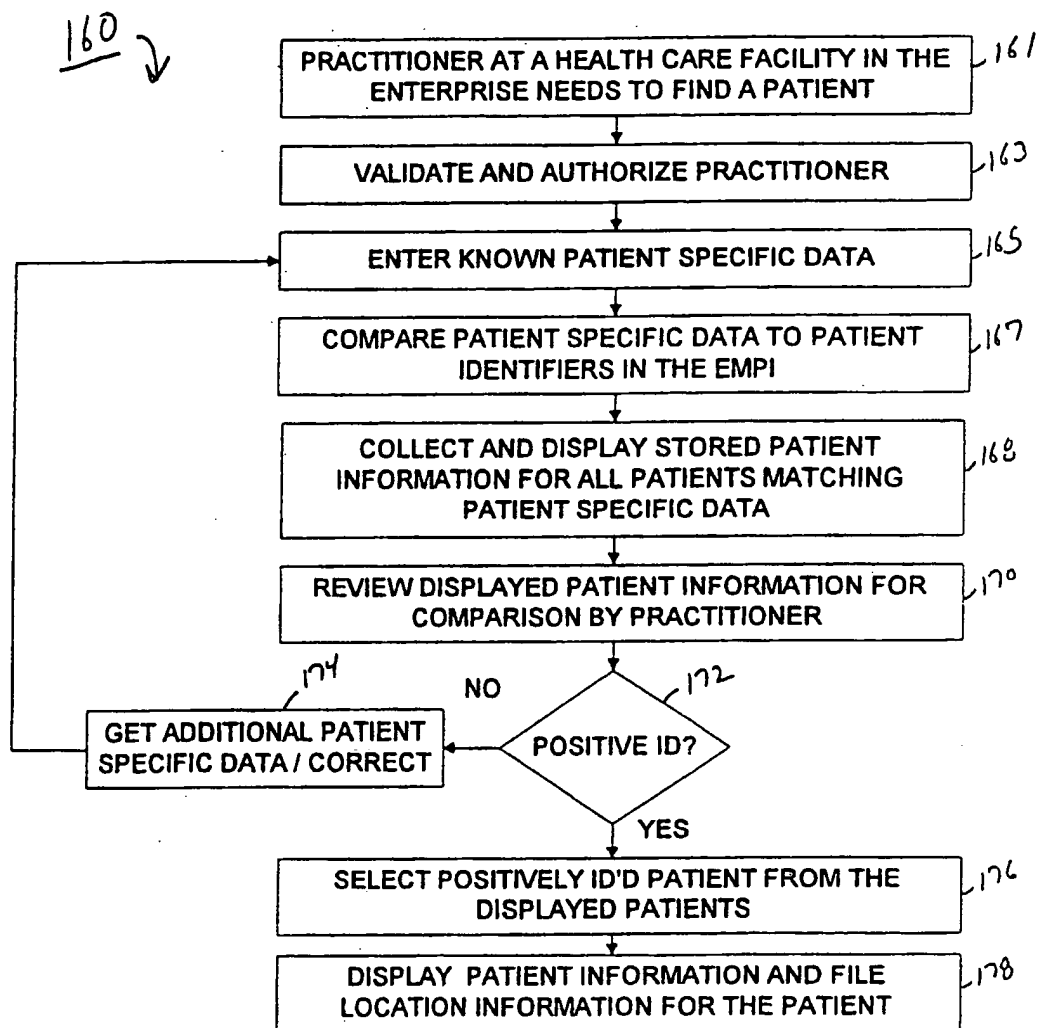 160
PRACTITIONER AT A HEALTH CARE FACILITY IN THE
ENTERPRISE NEEDS TO FIND A PATIENT
161
VALIDATE AND AUTHORIZE PRACTITIONER
163
ENTER KNOWN PATIENT SPECIFIC DATA
165
COMPARE PATIENT SPECIFIC DATA TO PATIENT
IDENTIFIERS IN THE EMPI
167
COLLECT AND DISPLAY STORED PATIENT
INFORMATION FOR ALL PATIENTS MATCHING
PATIENT SPECIFIC DATA
168
REVIEW DISPLAYED PATIENT INFORMATION FOR
COMPARISON BY PRACTITIONER
170
174
NO
172
GET ADDITIONAL PATIENT
SPECIFIC DATA / CORRECT
POSITIVE ID?
YES
SELECT POSITIVELY ID'D PATIENT FROM THE
DISPLAYED PATIENTS
176
DISPLAY PATIENT INFORMATION AND FILE
LOCATION INFORMATION FOR THE PATIENT
178